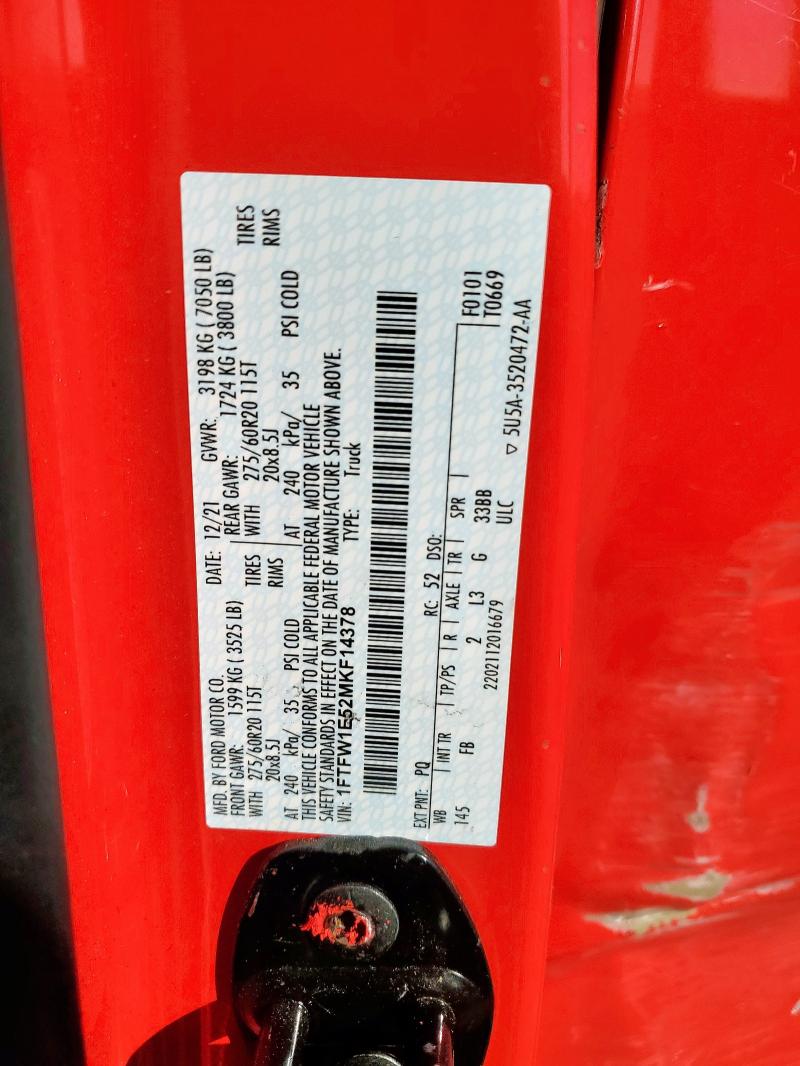 MFD. BY FORD MOTOR CO. DATE: 12/21 GVWR: 3198 KG ( 7050 LB)
FRONT GAWR: 1599 KG ( 3525 LB) REAR GAWR: 1724 KG ( 3800 LB)
WITH 275/60R20 115T TIRES WITH 275/60R20 115T TIRES
20x8.5J RIMS 20x8.5J RIMS
AT 240 kPa/ 35 PSI COLD AT 240 kPa/ 35 PSI COLD
THIS VEHICLE CONFORMS TO ALL APPLICABLE FEDERAL MOTOR VEHICLE
SAFETY STANDARDS IN EFFECT ON THE DATE OF MANUFACTURE SHOWN ABOVE.
VIN: 1FTFW1E52MKF14378 TYPE: Truck
EXT PNT: PQ RC: 52 DSO:
WB INT TR TP/PS R AXLE TR SPR F0101
145 FB 2 L3 G 33BB T0669
2202112016679 ULC ▽ 5U5A-3520472-AA